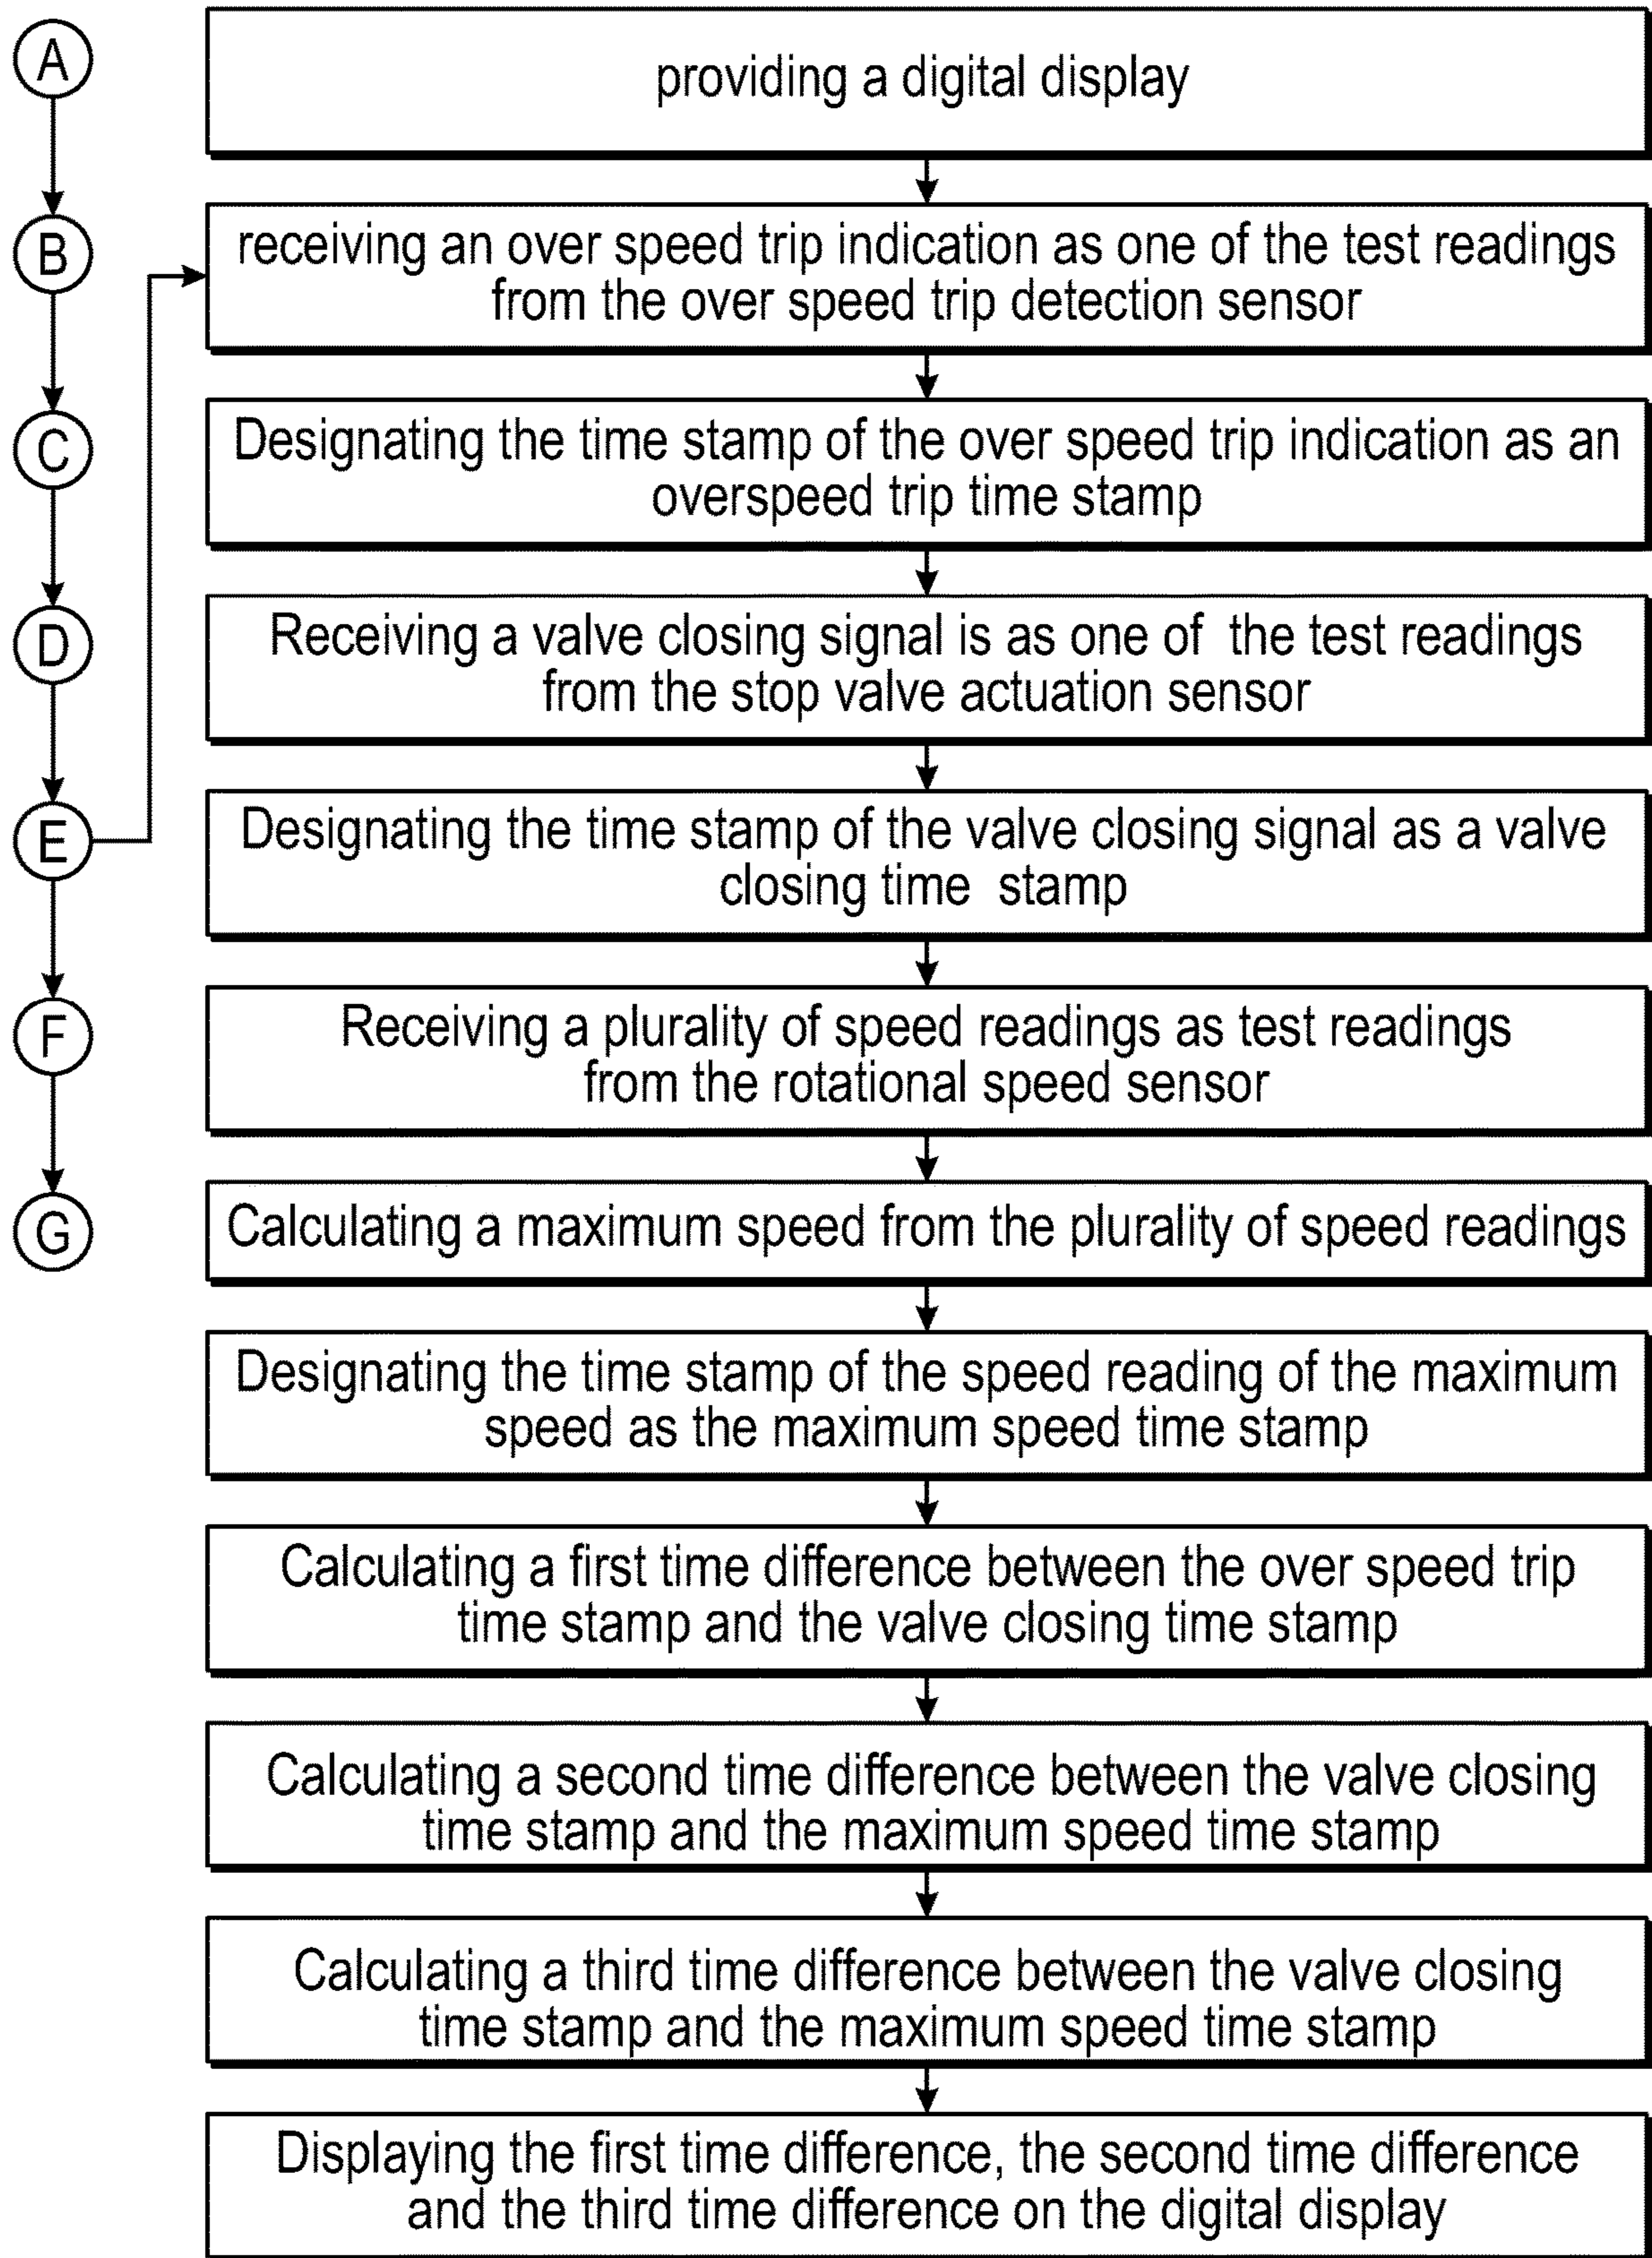 A
providing a digital display
B
receiving an over speed trip indication as one of the test readings
from the over speed trip detection sensor
C
Designating the time stamp of the over speed trip indication as an
overspeed trip time stamp
D
Receiving a valve closing signal is as one of the test readings
from the stop valve actuation sensor
E
Designating the time stamp of the valve closing signal as a valve
closing time stamp
F
Receiving a plurality of speed readings as test readings
from the rotational speed sensor
G
Calculating a maximum speed from the plurality of speed readings
Designating the time stamp of the speed reading of the maximum
speed as the maximum speed time stamp
Calculating a first time difference between the over speed trip
time stamp and the valve closing time stamp
Calculating a second time difference between the valve closing
time stamp and the maximum speed time stamp
Calculating a third time difference between the valve closing
time stamp and the maximum speed time stamp
Displaying the first time difference, the second time difference
and the third time difference on the digital display